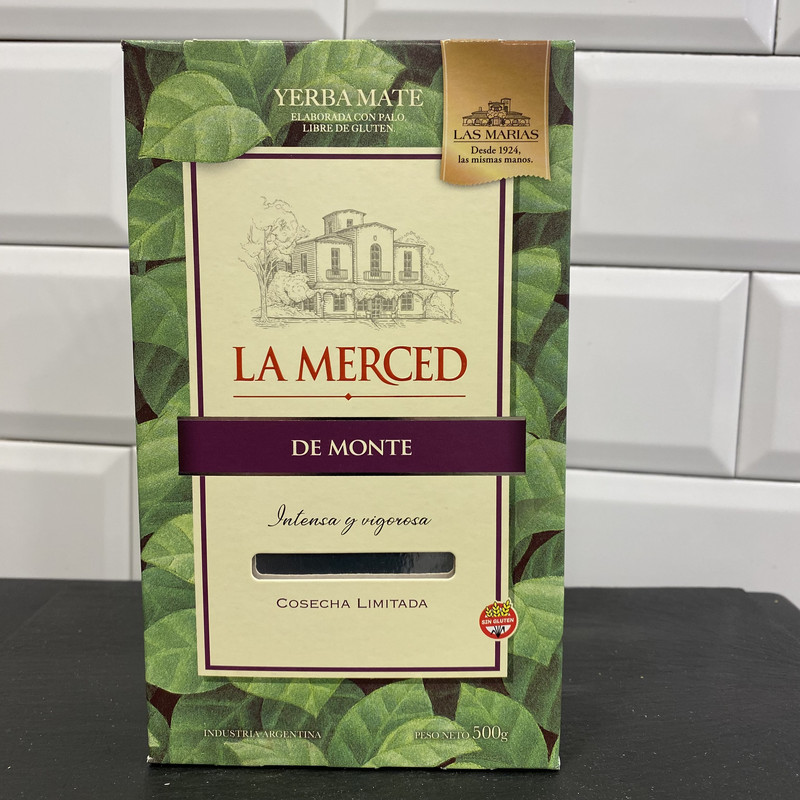 YERBA MATE
ELABORADA CON PALO
LIBRE DE GLUTEN.
LAS MARIAS
Desde 1924,
las mismas manos.
LA MERCED
DE MONTE
Intensa y vigorosa
COSECHA LIMITADA
SIN GLUTEN
INDUSTRIA ARGENTINA
PESO NETO 500g